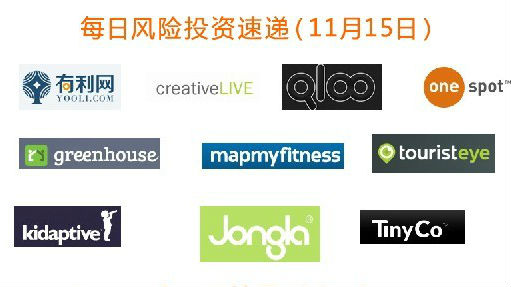 每日风险投资速递(11月15日)
有利网
YOOLI.COM
creativeLIVE
qloo
one spot™
greenhouse
mapmyfitness
touristeye
kidaptive
Jongla
TinyCo